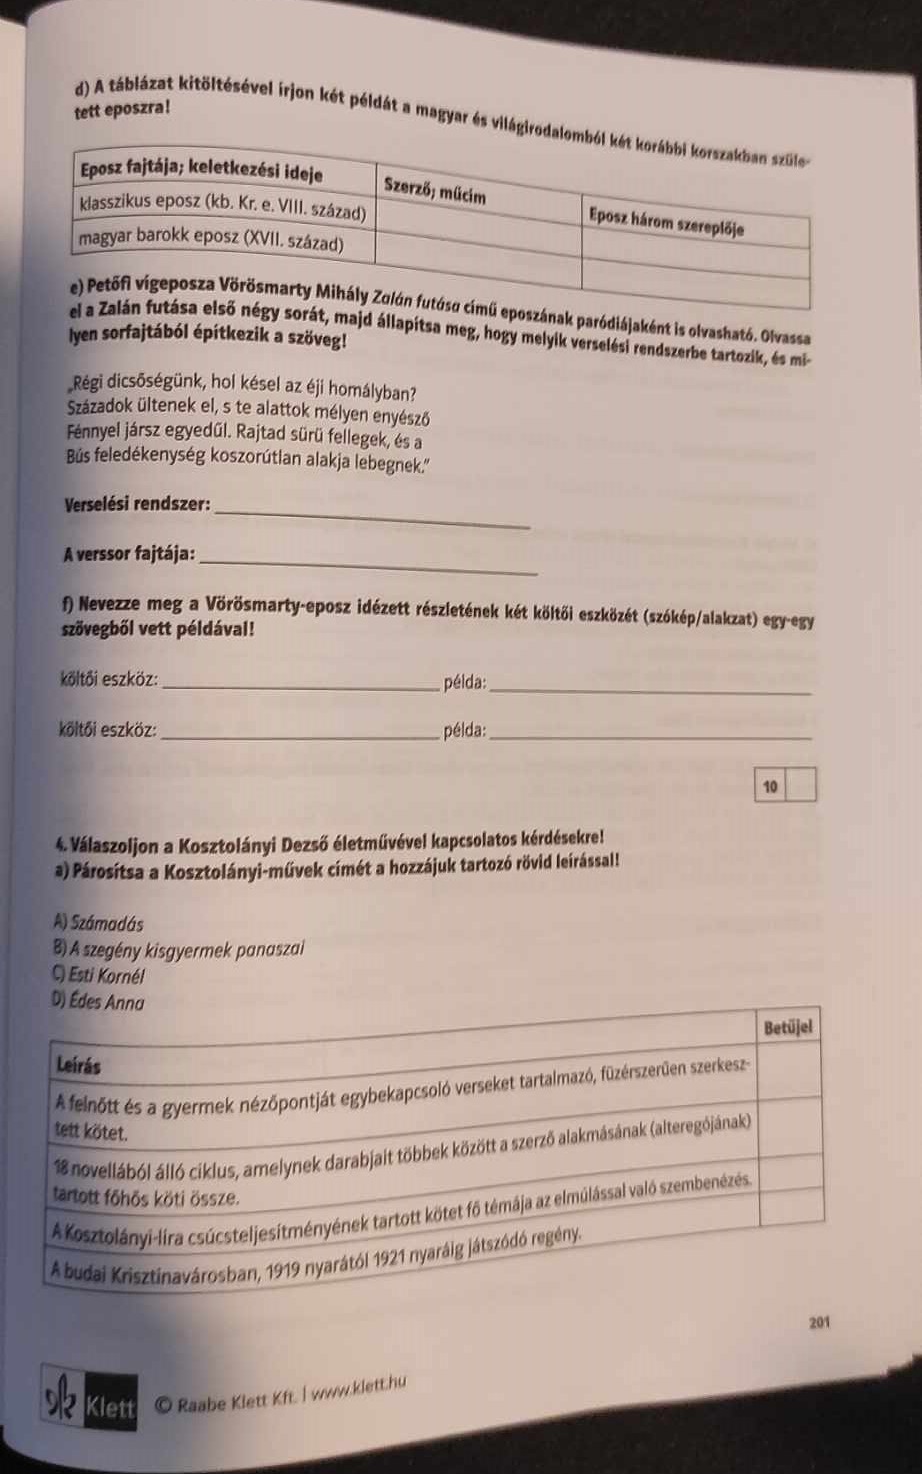 d) A táblázat kitöltésével írjon két példát a magyar és világirodalomból két korábbi korszakban szüle-
tett eposzra!
Eposz fajtája; keletkezési ideje
Szerző; műcím
Eposz három szereplője
klasszikus eposz (kb. Kr. e. VIII. század)
magyar barokk eposz (XVII. század)
e) Petőfi vígeposza Vörösmarty Mihály Zalán futása című eposzának paródiájaként is olvasható. Olvassa
el a Zalán futása első négy sorát, majd állapítsa meg, hogy melyik verselési rendszerbe tartozik, és mi-
lyen sorfajtából építkezik a szöveg!
„Régi dicsőségünk, hol késel az éji homályban?
Századok ültenek el, s te alattok mélyen enyésző
Fénnyel jársz egyedűl. Rajtad sürü fellegek, és a
Bús feledékenység koszorútlan alakja lebegnek."
Verselési rendszer:
A verssor fajtája:
f) Nevezze meg a Vörösmarty-eposz idézett részletének két költői eszközét (szókép/alakzat) egy-egy
szövegből vett példával!
költői eszköz: példa:
költői eszköz: példa:
10
4. Válaszoljon a Kosztolányi Dezső életművével kapcsolatos kérdésekre!
a) Párosítsa a Kosztolányi-művek címét a hozzájuk tartozó rövid leírással!
A) Számadás
B) A szegény kisgyermek panaszai
C) Esti Kornél
D) Édes Anna
Leírás
Betűjel
A felnőtt és a gyermek nézőpontját egybekapcsoló verseket tartalmazó, füzérszerűen szerkesz-
tett kötet.
18 novellából álló ciklus, amelynek darabjait többek között a szerző alakmásának (alteregójának)
tartott főhős köti össze.
A Kosztolányi-líra csúcsteljesítményének tartott kötet fő témája az elmúlással való szembenézés.
A budai Krisztinavárosban, 1919 nyarától 1921 nyaráig játszódó regény.
201
Klett
© Raabe Klett Kft. | www.klett.hu